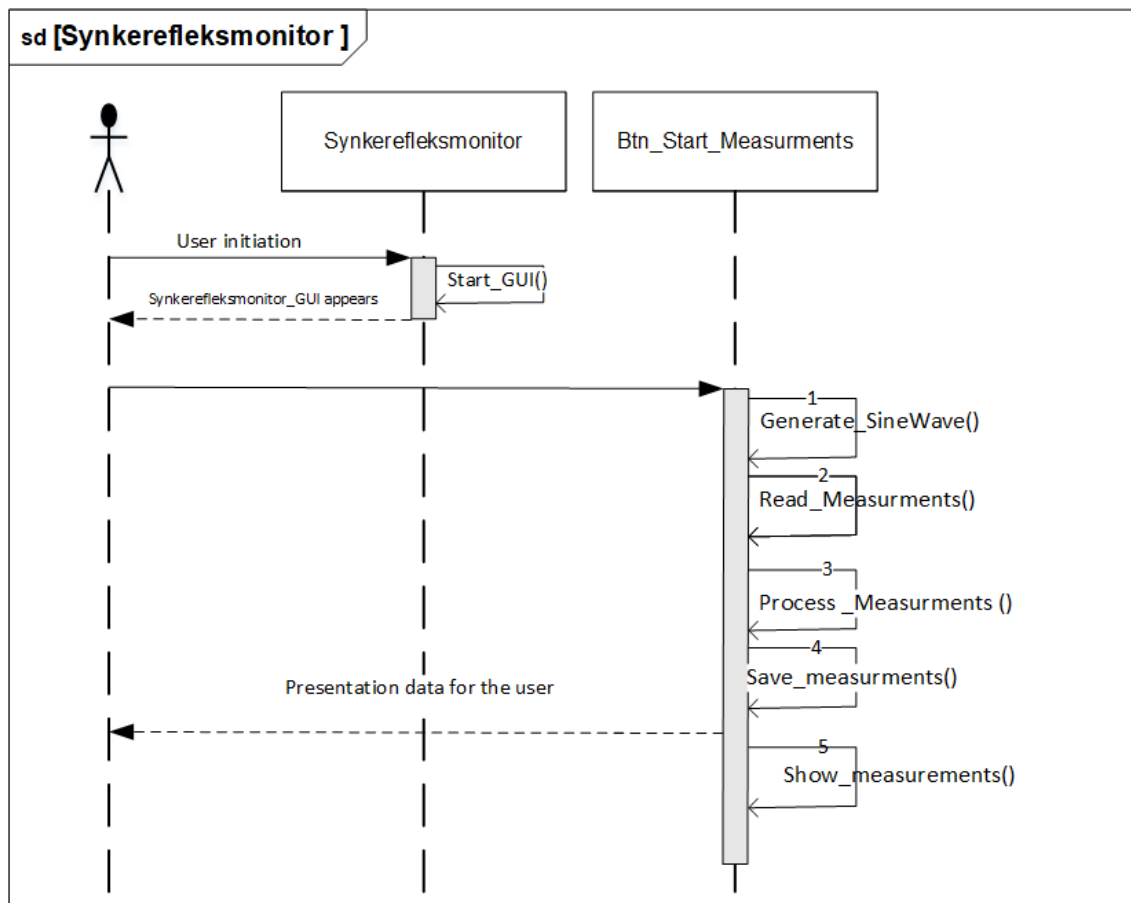 sd [Synkerefleksmonitor ]
Synkerefleksmonitor
Btn_Start_Measurments
User initiation
Start_GUI()
Synkerefleksmonitor_GUI appears
1
Generate_SineWave()
2
Read_Measurments()
3
Process _Measurments ()
4
Save_measurments()
Presentation data for the user
5
Show_measurements()